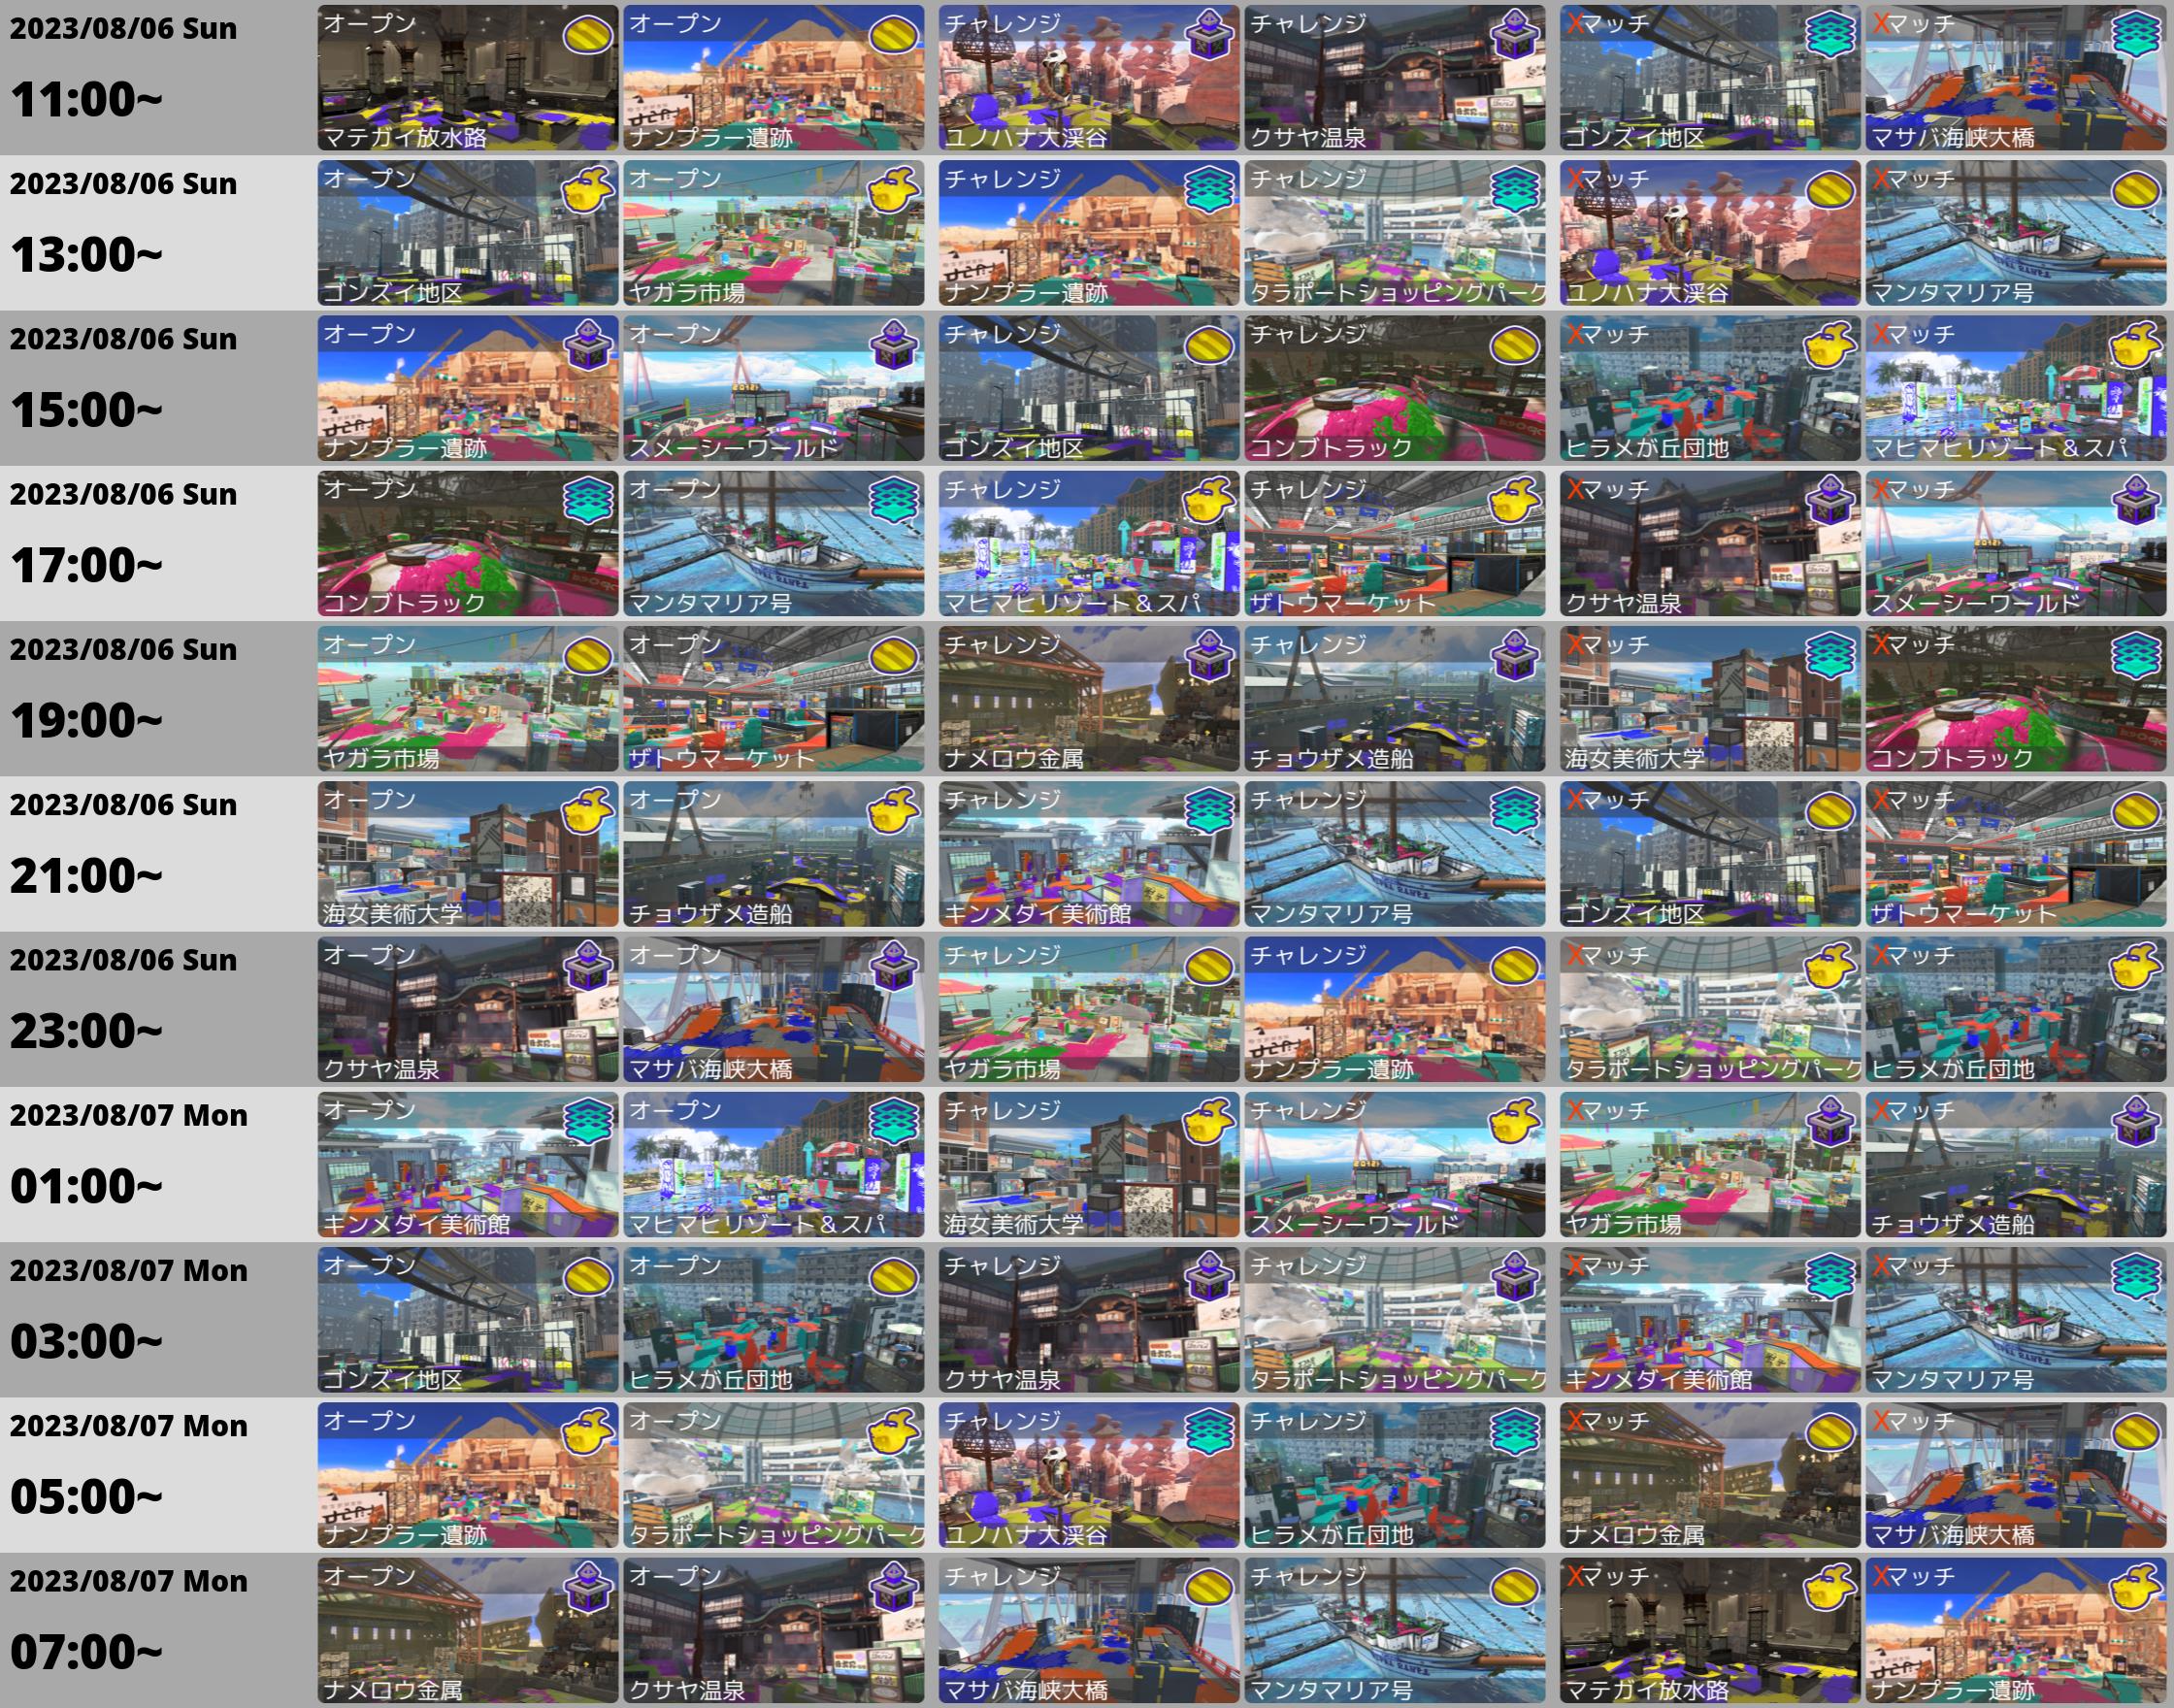 2023/08/06 Sun
11:00~
オープン オープン チャレンジ チャレンジ Xマッチ Xマッチ
マテガイ放水路 ナンプラー遺跡 ユノハナ大渓谷 クサヤ温泉 ゴンズイ地区 マサバ海峡大橋
2023/08/06 Sun
13:00~
オープン オープン チャレンジ チャレンジ Xマッチ Xマッチ
ゴンズイ地区 ヤガラ市場 ナンプラー遺跡 タラポートショッピングパーク ユノハナ大渓谷 マンタマリア号
2023/08/06 Sun
15:00~
オープン オープン チャレンジ チャレンジ Xマッチ Xマッチ
ナンプラー遺跡 スメーシーワールド ゴンズイ地区 コンブトラック ヒラメが丘団地 マヒマヒリゾート＆スパ
2023/08/06 Sun
17:00~
オープン オープン チャレンジ チャレンジ Xマッチ Xマッチ
コンブトラック マンタマリア号 マヒマヒリゾート＆スパ ザトウマーケット クサヤ温泉 スメーシーワールド
2023/08/06 Sun
19:00~
オープン オープン チャレンジ チャレンジ Xマッチ Xマッチ
ヤガラ市場 ザトウマーケット ナメロウ金属 チョウザメ造船 海女美術大学 コンブトラック
2023/08/06 Sun
21:00~
オープン オープン チャレンジ チャレンジ Xマッチ Xマッチ
海女美術大学 チョウザメ造船 キンメダイ美術館 マンタマリア号 ゴンズイ地区 ザトウマーケット
2023/08/06 Sun
23:00~
オープン オープン チャレンジ チャレンジ Xマッチ Xマッチ
クサヤ温泉 マサバ海峡大橋 ヤガラ市場 ナンプラー遺跡 タラポートショッピングパーク ヒラメが丘団地
2023/08/07 Mon
01:00~
オープン オープン チャレンジ チャレンジ Xマッチ Xマッチ
キンメダイ美術館 マヒマヒリゾート＆スパ 海女美術大学 スメーシーワールド ヤガラ市場 チョウザメ造船
2023/08/07 Mon
03:00~
オープン オープン チャレンジ チャレンジ Xマッチ Xマッチ
ゴンズイ地区 ヒラメが丘団地 クサヤ温泉 タラポートショッピングパーク キンメダイ美術館 マンタマリア号
2023/08/07 Mon
05:00~
オープン オープン チャレンジ チャレンジ Xマッチ Xマッチ
ナンプラー遺跡 タラポートショッピングパーク ユノハナ大渓谷 ヒラメが丘団地 ナメロウ金属 マサバ海峡大橋
2023/08/07 Mon
07:00~
オープン オープン チャレンジ チャレンジ Xマッチ Xマッチ
ナメロウ金属 クサヤ温泉 マサバ海峡大橋 マンタマリア号 マテガイ放水路 ナンプラー遺跡